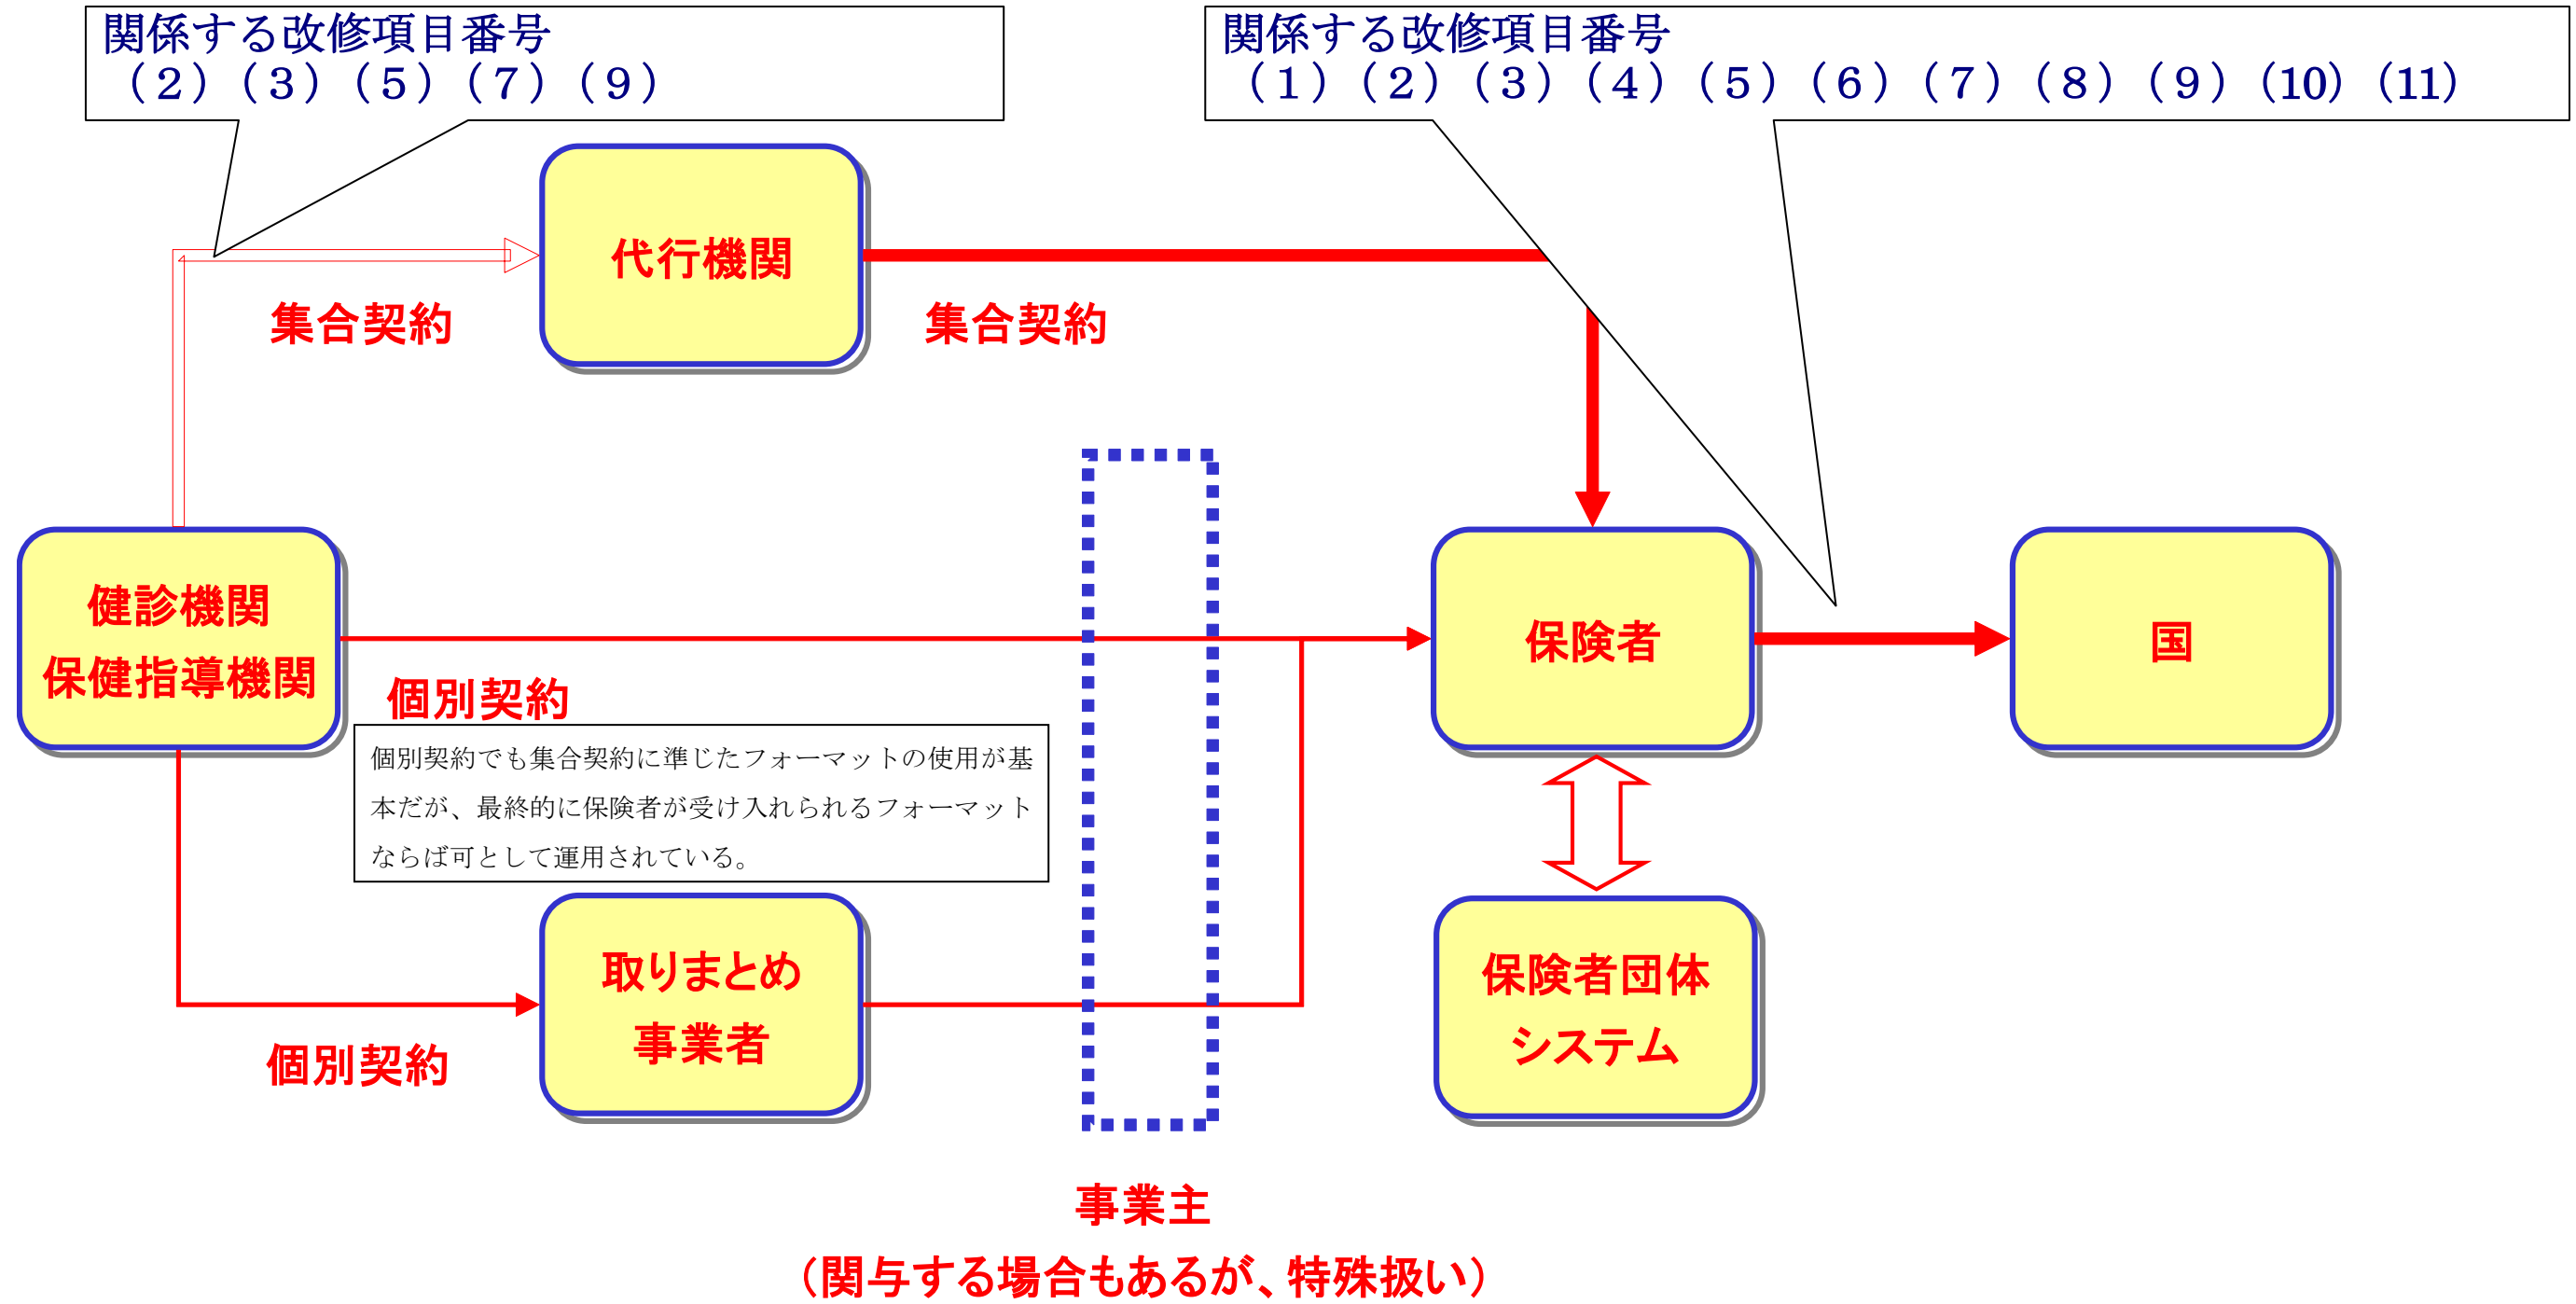 関係する改修項目番号
（２）（３）（５）（７）（９）
関係する改修項目番号
（１）（２）（３）（４）（５）（６）（７）（８）（９）（10）（11）
代行機関
集合契約
集合契約
健診機関
保健指導機関
保険者
国
個別契約
個別契約でも集合契約に準じたフォーマットの使用が基
本だが、最終的に保険者が受け入れられるフォーマット
ならば可として運用されている。
取りまとめ
事業者
保険者団体
システム
個別契約
事業主
（関与する場合もあるが、特殊扱い）